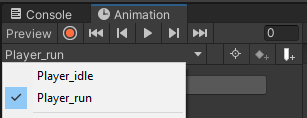 Console Animation
Preview 0
Player_run
Player_idle
Player_run